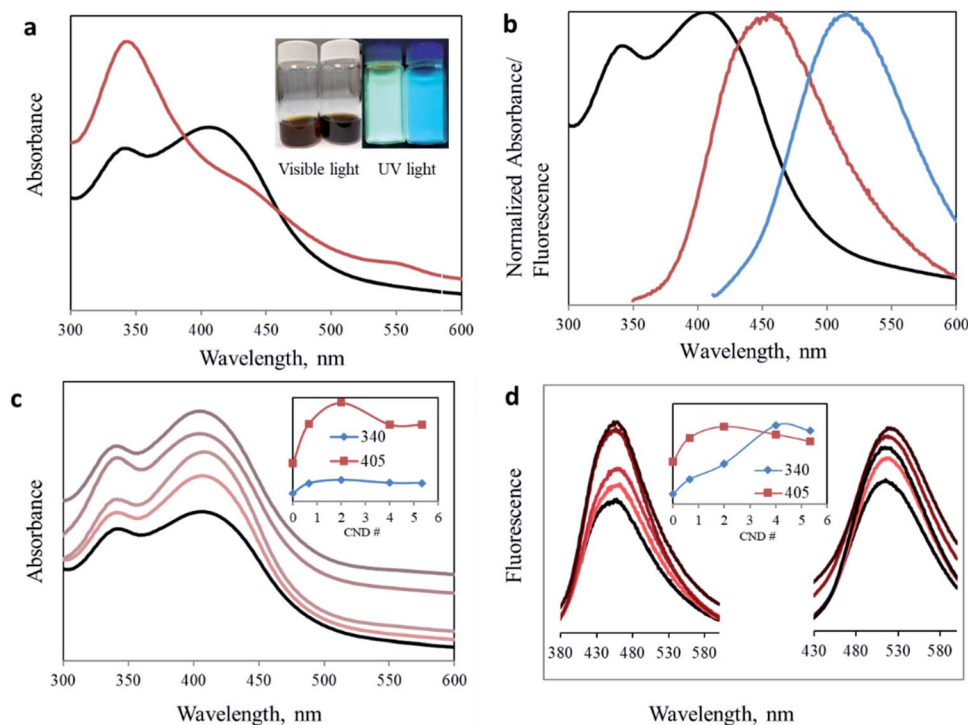 a
Absorbance
Visible light
UV light
300
350
400
450
500
550
600
Wavelength, nm
b
Normalized Absorbance/
Fluorescence
300
350
400
450
500
550
600
Wavelength, nm
c
Absorbance
340
405
0
1
2
3
4
5
6
CND #
300
350
400
450
500
550
600
Wavelength, nm
d
Fluorescence
340
405
0
1
2
3
4
5
6
CND #
380
430
480
530
580
430
480
530
580
Wavelength, nm